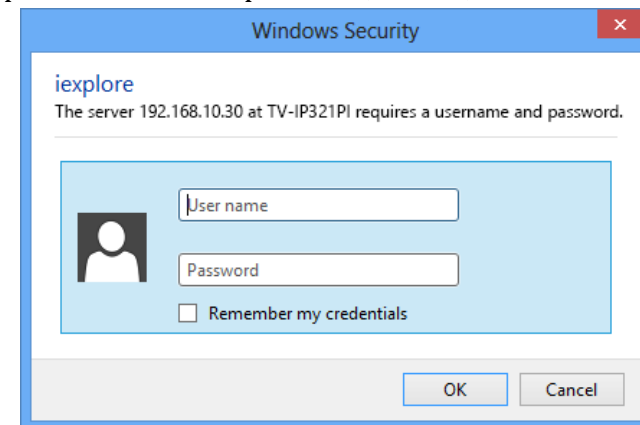 Windows Security
iexplore
The server 192.168.10.30 at TV-IP321PI requires a username and password.
User name
Password
Remember my credentials
OK Cancel